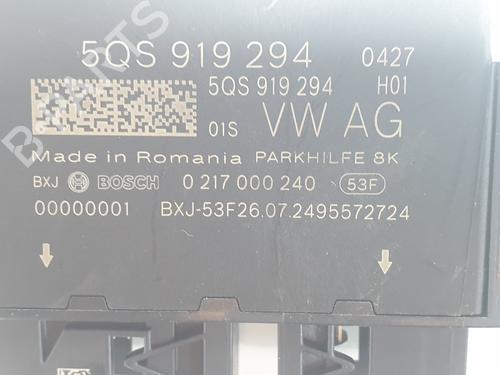 5QS 919 294 0427
5QS 919 294 H01
01S VW AG
Made in Romania PARKHILFE 8K
BXJ BOSCH 0 217 000 240 53F
00000001 BXJ-53F26.07.2495572724